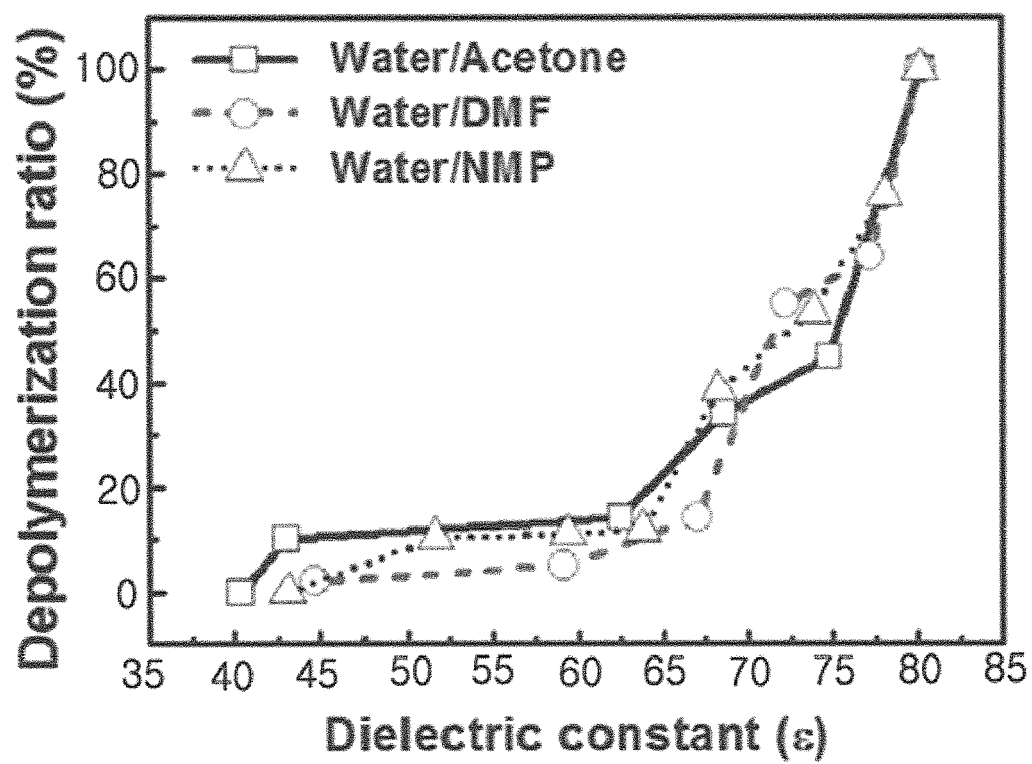 Water/Acetone
Water/DMF
Water/NMP
Depolymerization ratio (%)
100
80
60
40
20
0
35 40 45 50 55 60 65 70 75 80 85
Dielectric constant (ε)